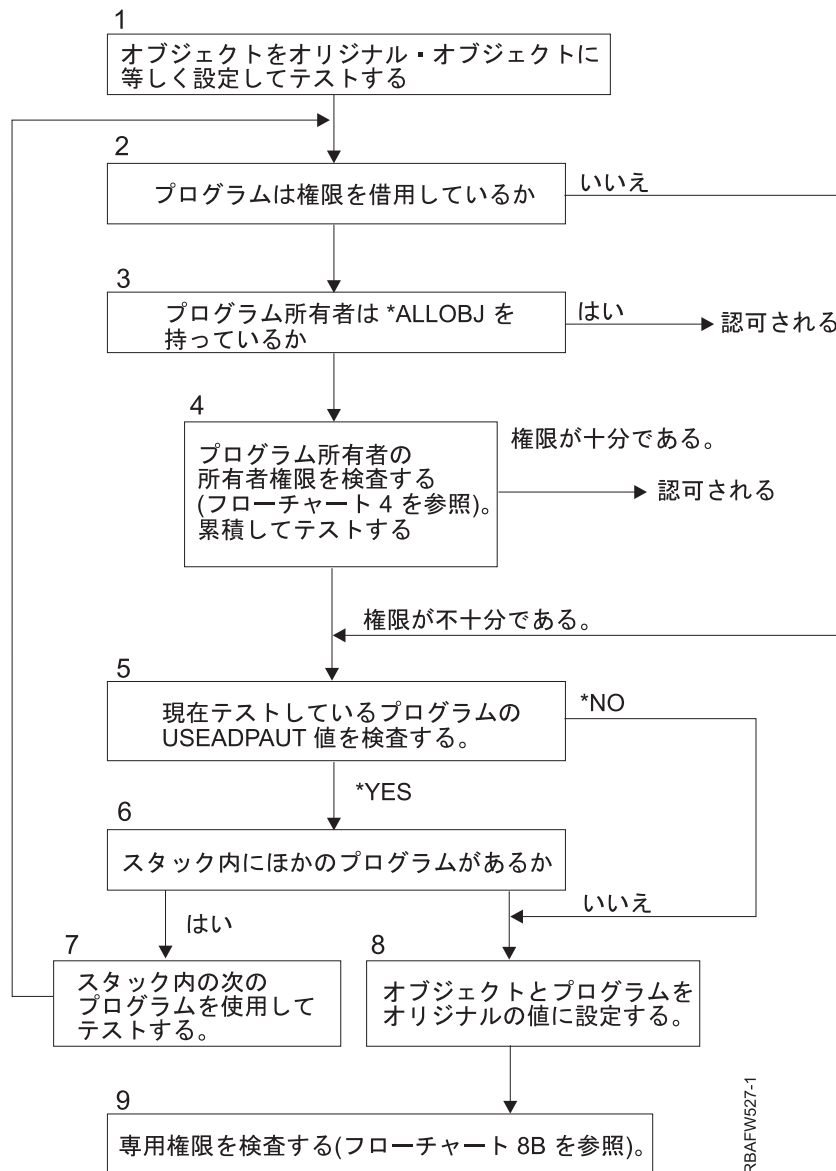 1
オブジェクトをオリジナル・オブジェクトに
等しく設定してテストする
2
プログラムは権限を借用しているか
いいえ
3
プログラム所有者は *ALLOBJ を
持っているか
はい
認可される
4
プログラム所有者の
所有者権限を検査する
(フローチャート 4 を参照)。
累積してテストする
権限が十分である。
認可される
権限が不十分である。
5
現在テストしているプログラムの
USEADPAUT 値を検査する。
*NO
*YES
6
スタック内にほかのプログラムがあるか
はい
いいえ
7
スタック内の次の
プログラムを使用して
テストする。
8
オブジェクトとプログラムを
オリジナルの値に設定する。
9
専用権限を検査する(フローチャート 8B を参照)。
RBAFW527-1